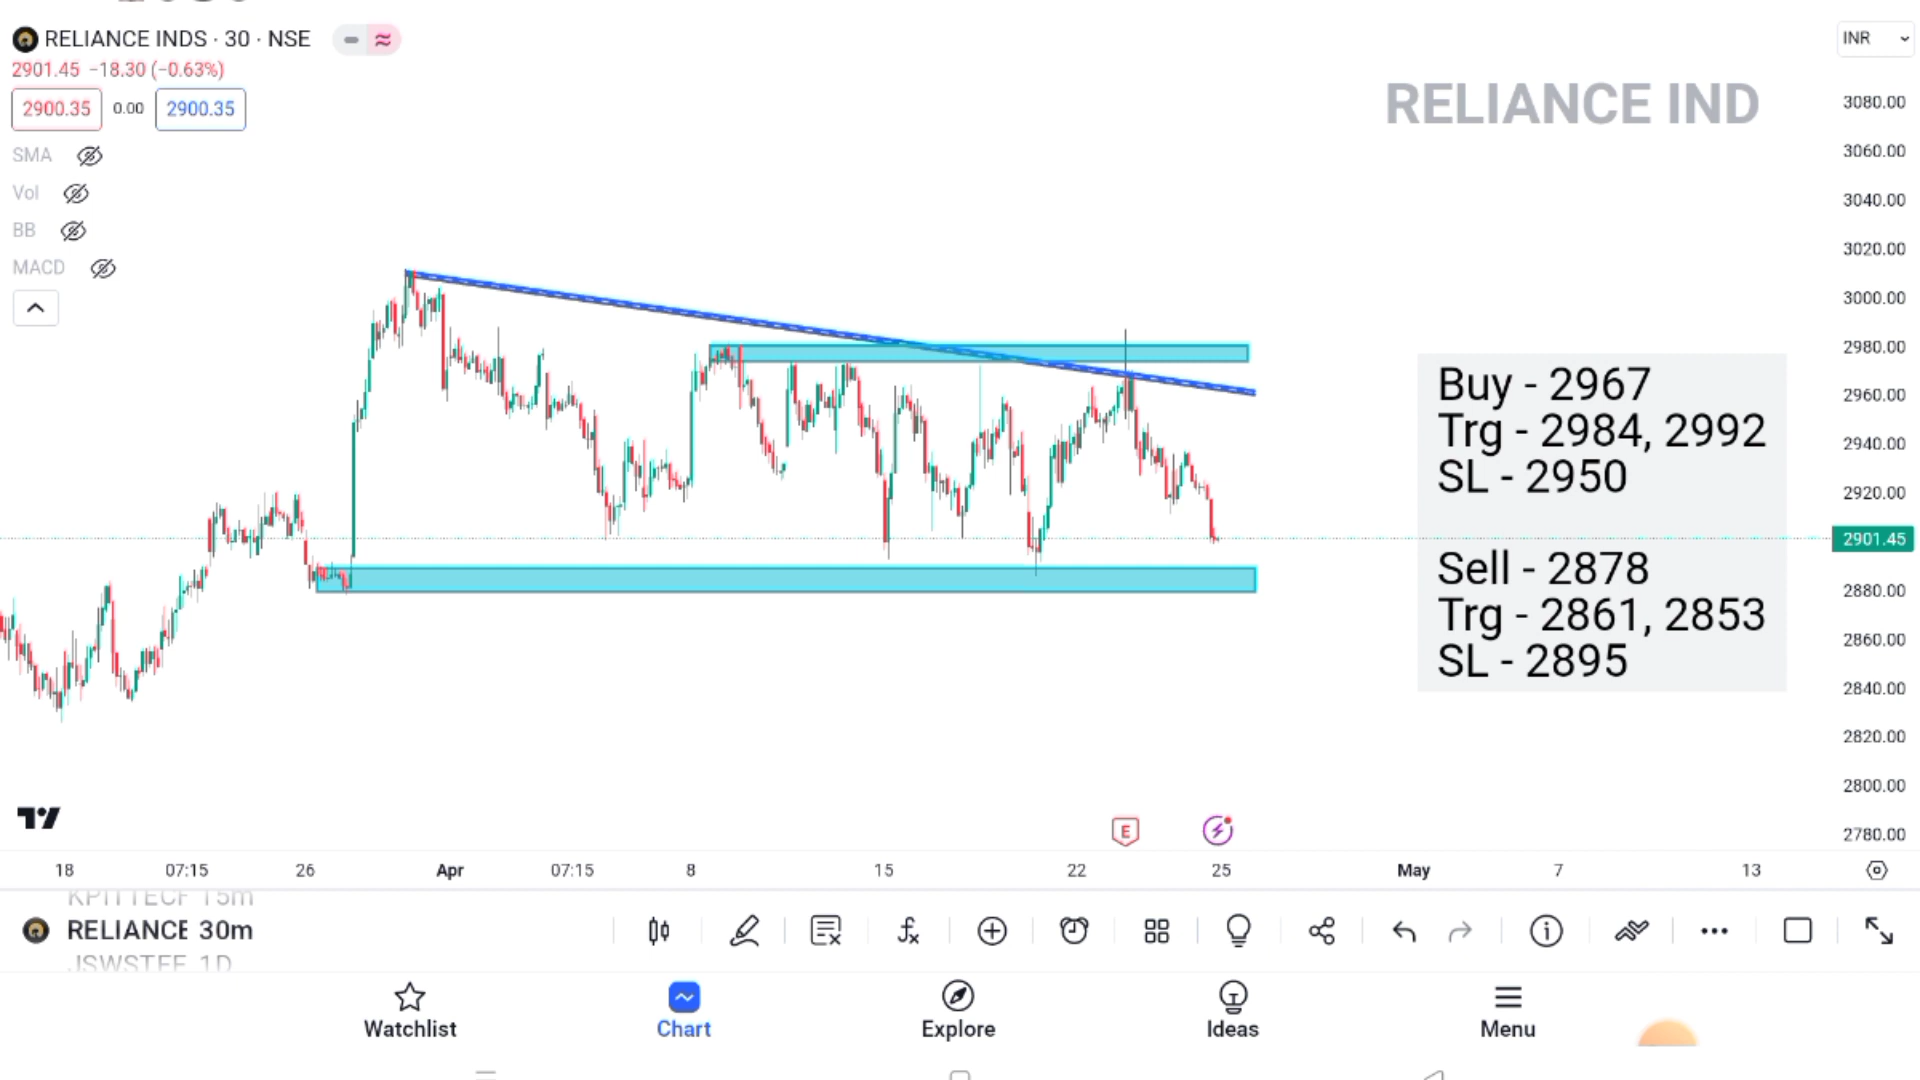 RELIANCE INDS · 30 · NSE
2901.45 −18.30 (−0.63%)
2900.35 0.00 2900.35
SMA
Vol
BB
MACD
INR
RELIANCE IND
3080.00
3060.00
3040.00
3020.00
3000.00
2980.00
2960.00
2940.00
2920.00
2901.45
2880.00
2860.00
2840.00
2820.00
2800.00
2780.00
Buy - 2967
Trg - 2984, 2992
SL - 2950
Sell - 2878
Trg - 2861, 2853
SL - 2895
E
18 07:15 26 Apr 07:15 8 15 22 25 May 7 13
15m
RELIANCE 30m
1D
Watchlist Chart Explore Ideas Menu